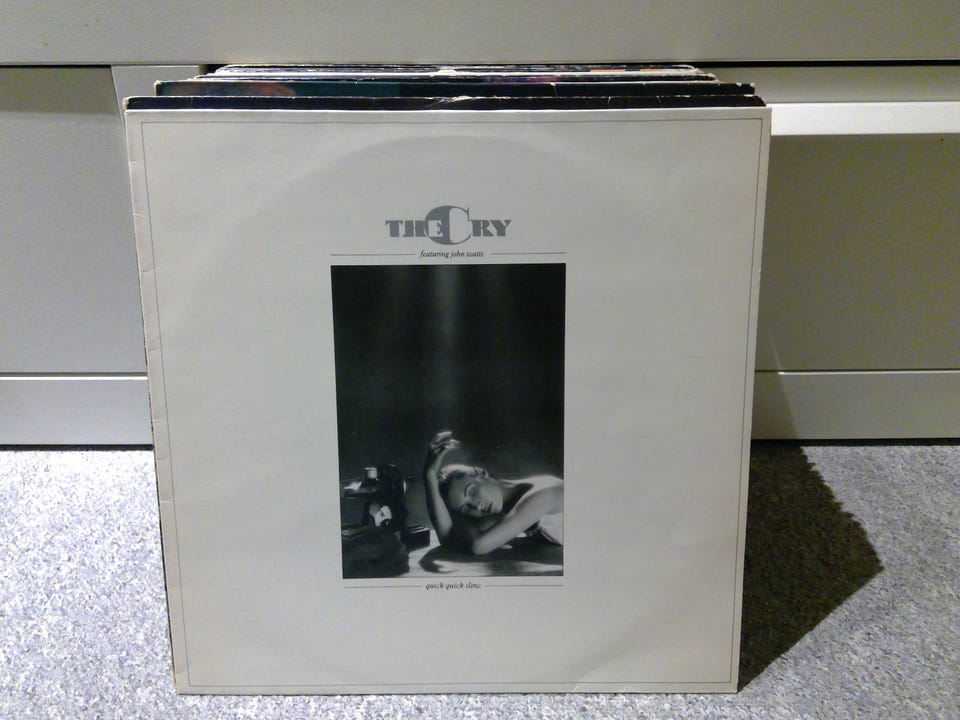 THE CRY
featuring john watts
quick quick slow